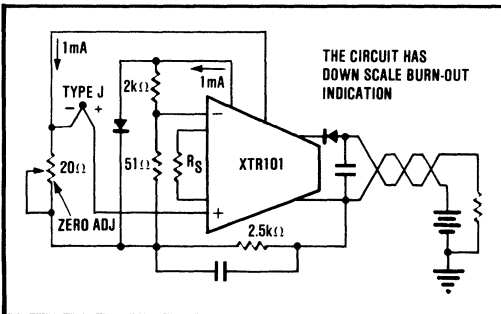 1mA
TYPE J
- +
20Ω
ZERO ADJ
2kΩ
1mA
51Ω
R_S
−
+
XTR101
2.5kΩ
THE CIRCUIT HAS
DOWN SCALE BURN-OUT
INDICATION